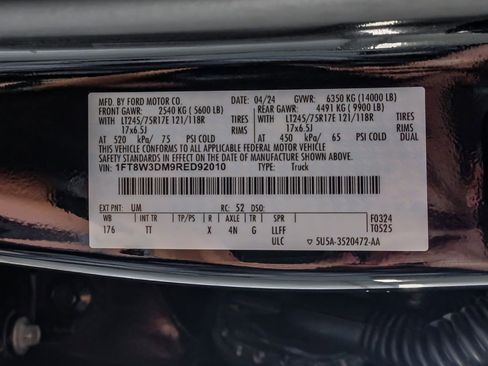 MFD. BY FORD MOTOR CO. 04/24 GVWR: 6350 KG (14000 LB)
FRONT GAWR: 2540 KG ( 5600 LB) REAR GAWR: 4491 KG ( 9900 LB)
WITH LT245/75R17E 121/118R TIRES WITH LT245/75R17E 121/118R TIRES
17x6.5J RIMS 17x6.5J RIMS
AT 520 kPa/ 75 PSI COLD AT 450 kPa/ 65 PSI COLD DUAL
THIS VEHICLE CONFORMS TO ALL APPLICABLE FEDERAL MOTOR VEHICLE
SAFETY STANDARDS IN EFFECT ON THE DATE OF MANUFACTURE SHOWN ABOVE.
VIN: 1FT8W3DM9RED92010 TYPE: Truck
EXT PNT: UM RC: 52 DSO:
WB INT TR TP/PS R AXLE TR SPR F0324
176 TT X 4N G LLFF T0525
ULC 5U5A-3520472-AA